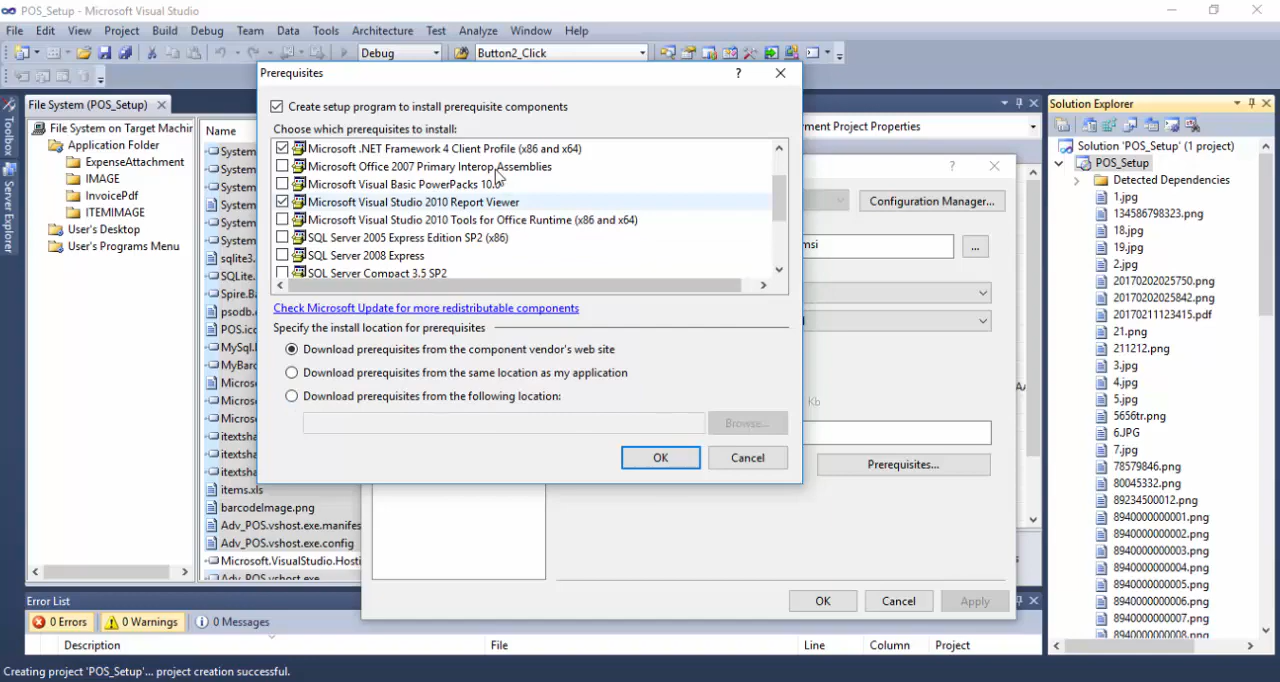 POS_Setup - Microsoft Visual Studio
File Edit View Project Build Debug Team Data Tools Architecture Test Analyze Window Help
Debug
Button2_Click
Toolbox
Server Explorer
File System (POS_Setup)
File System on Target Machin
Application Folder
ExpenseAttachment
IMAGE
InvoicePdf
ITEMIMAGE
User's Desktop
User's Programs Menu
Name
System
System
System
System
System
System
sqlite3.
SQLite.
Spire.Ba
psodb.
POS.ico
MySql.
MyBarc
Micros
Micros
Micros
itextsha
itextsha
itextsha
items.xls
barcodeImage.png
Adv_POS.vshost.exe.manifes
Adv_POS.vshost.exe.config
Microsoft.VisualStudio.Hosti
Adv_POS.vshost.exe
Prerequisites
?
Create setup program to install prerequisite components
Choose which prerequisites to install:
Microsoft .NET Framework 4 Client Profile (x86 and x64)
Microsoft Office 2007 Primary Interop Assemblies
Microsoft Visual Basic PowerPacks 10.0
Microsoft Visual Studio 2010 Report Viewer
Microsoft Visual Studio 2010 Tools for Office Runtime (x86 and x64)
SQL Server 2005 Express Edition SP2 (x86)
SQL Server 2008 Express
SQL Server Compact 3.5 SP2
Check Microsoft Update for more redistributable components
Specify the install location for prerequisites
Download prerequisites from the component vendor's web site
Download prerequisites from the same location as my application
Download prerequisites from the following location:
Browse...
OK
Cancel
ment Project Properties
?
Configuration Manager...
msi
...
Kb
Prerequisites...
OK
Cancel
Apply
Solution Explorer
Solution 'POS_Setup' (1 project)
POS_Setup
Detected Dependencies
1.jpg
134586798323.png
18.jpg
19.jpg
2.jpg
20170202025750.png
20170202025842.png
20170211123415.pdf
21.png
211212.png
3.jpg
4.jpg
5.jpg
5656tr.png
6.JPG
7.jpg
78579846.png
80045332.png
89234500012.png
8940000000001.png
8940000000002.png
8940000000003.png
8940000000004.png
8940000000005.png
8940000000006.png
8940000000007.png
8940000000008.png
Error List
0 Errors
0 Warnings
0 Messages
Description File Line Column Project
Creating project 'POS_Setup'... project creation successful.